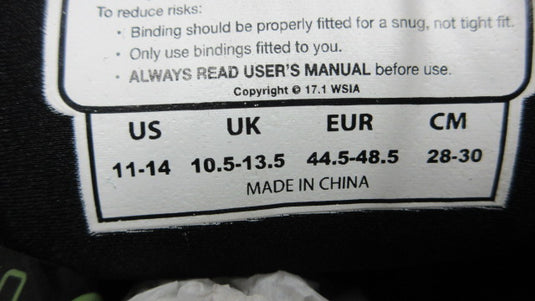 To reduce risks:
• Binding should be properly fitted for a snug, not tight fit.
• Only use bindings fitted to you.
• ALWAYS READ USER'S MANUAL before use.
Copyright © 17.1 WSIA
US UK EUR CM
11-14 10.5-13.5 44.5-48.5 28-30
MADE IN CHINA